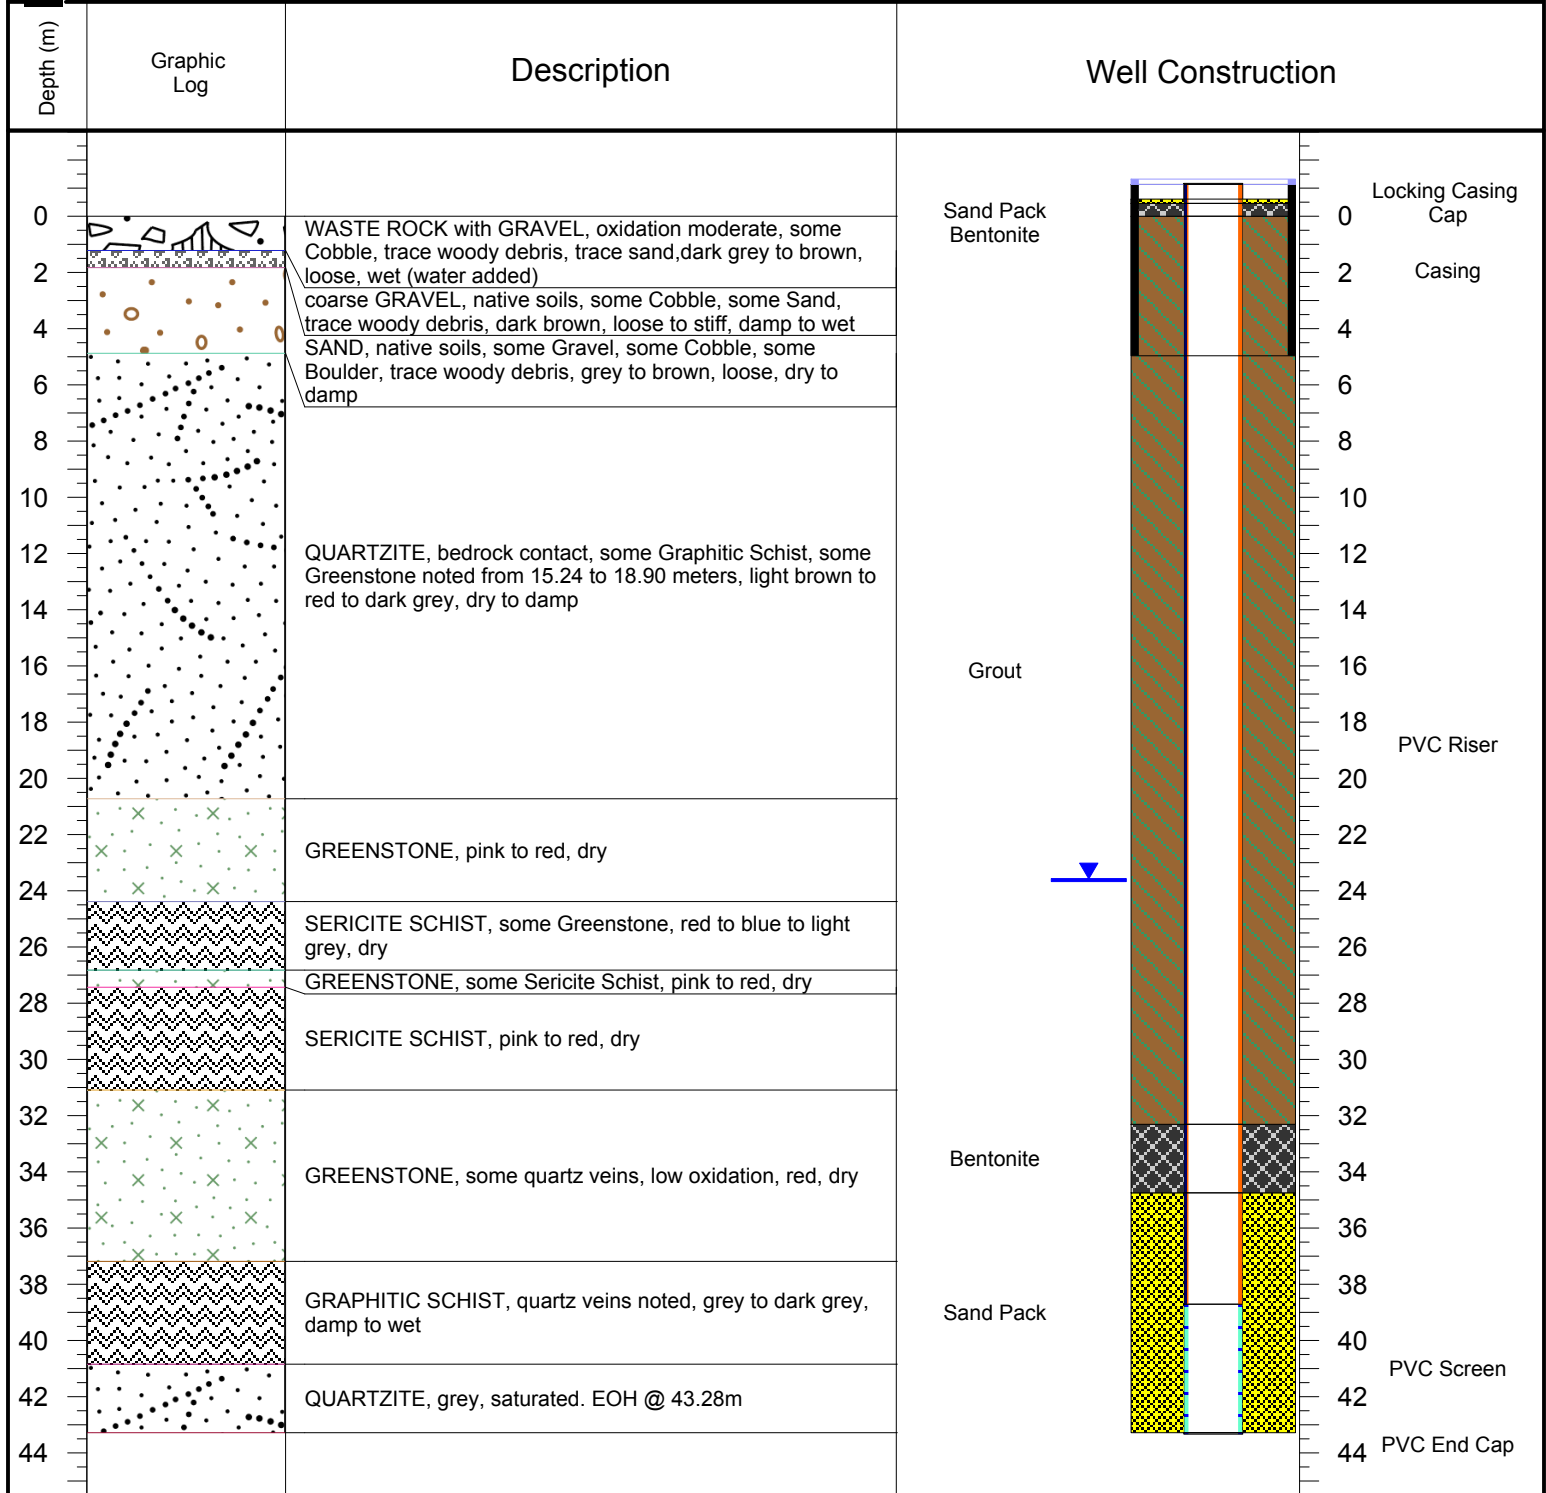 Depth (m)
Graphic
Log
Description
Well Construction
0
2
4
6
8
10
12
14
16
18
20
22
24
26
28
30
32
34
36
38
40
42
44
WASTE ROCK with GRAVEL, oxidation moderate, some
Cobble, trace woody debris, trace sand,dark grey to brown,
loose, wet (water added)
coarse GRAVEL, native soils, some Cobble, some Sand,
trace woody debris, dark brown, loose to stiff, damp to wet
SAND, native soils, some Gravel, some Cobble, some
Boulder, trace woody debris, grey to brown, loose, dry to
damp
QUARTZITE, bedrock contact, some Graphitic Schist, some
Greenstone noted from 15.24 to 18.90 meters, light brown to
red to dark grey, dry to damp
GREENSTONE, pink to red, dry
SERICITE SCHIST, some Greenstone, red to blue to light
grey, dry
GREENSTONE, some Sericite Schist, pink to red, dry
SERICITE SCHIST, pink to red, dry
GREENSTONE, some quartz veins, low oxidation, red, dry
GRAPHITIC SCHIST, quartz veins noted, grey to dark grey,
damp to wet
QUARTZITE, grey, saturated. EOH @ 43.28m
Sand Pack
Bentonite
Grout
Bentonite
Sand Pack
0
2
4
6
8
10
12
14
16
18
20
22
24
26
28
30
32
34
36
38
40
42
44
Locking Casing
Cap
Casing
PVC Riser
PVC Screen
PVC End Cap